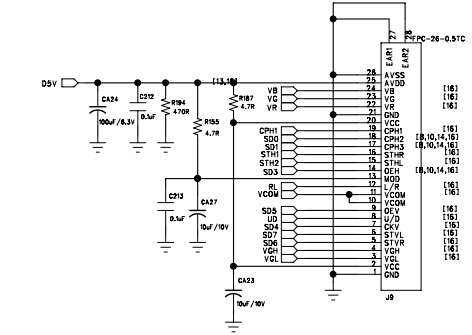 27
28
FPC-26-0.5TC
EAR1
EAR2
D5V
[13,16]
CA24
100uF/6.3V
C212
0.1uF
R194
470R
R155
4.7R
R187
4.7R
C213
0.1uF
CA27
10uF/10V
CA23
10uF/10V
26 AVSS
25 AVDD
VB 24 VB [16]
VG 23 VG [16]
VR 22 VR [16]
21 GND
20 VCC
CPH1 19 CPH1 [16]
SD0 18 CPH2 [8,10,14,16]
SD1 17 CPH3 [8,10,14,16]
STH1 16 STHR [16]
STH2 15 STHL [16]
SD3 14 OEH [8,10,14,16]
13 MOD
RL 12 L/R [16]
VCOM 11 VCOM [16]
10 VCOM
SD5 9 OEV [16]
UD 8 U/D [16]
SD4 7 CKV [16]
SD7 6 STVL [16]
SD6 5 STVR [16]
VGH 4 VGH [16]
VGL 3 VGL [16]
2 VCC
1 GND
J9